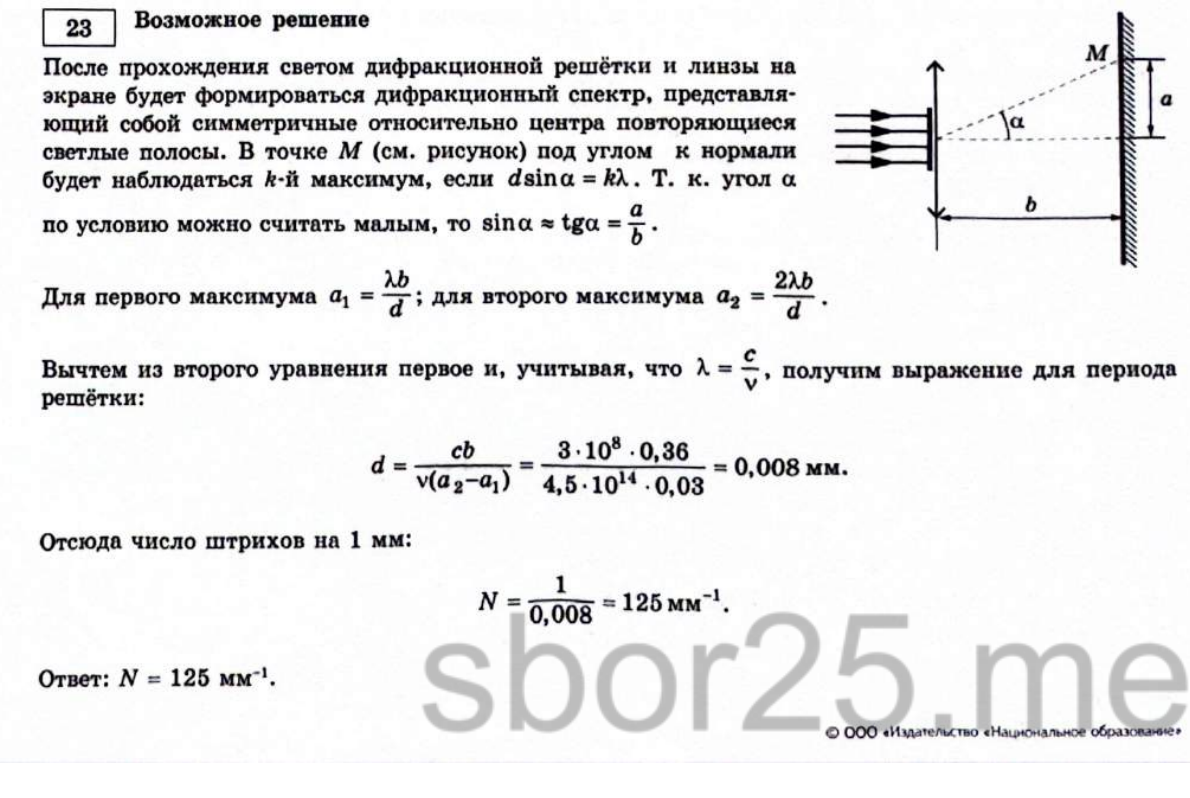 23 Возможное решение
После прохождения светом дифракционной решётки и линзы на
экране будет формироваться дифракционный спектр, представля-
ющий собой симметричные относительно центра повторяющиеся
светлые полосы. В точке M (см. рисунок) под углом к нормали
будет наблюдаться k-й максимум, если dsinα = kλ. Т. к. угол α
по условию можно считать малым, то sinα ≈ tgα = a/b.
M
α
a
b
Для первого максимума a₁ = λb/d; для второго максимума a₂ = 2λb/d.
Вычтем из второго уравнения первое и, учитывая, что λ = c/ν, получим выражение для периода
решётки:
d = cb/ν(a₂–a₁) = 3·10⁸·0,36/4,5·10¹⁴·0,03 = 0,008 мм.
Отсюда число штрихов на 1 мм:
N = 1/0,008 = 125 мм⁻¹.
Ответ: N = 125 мм⁻¹.
sbor25.me
© ООО «Издательство «Национальное образование»